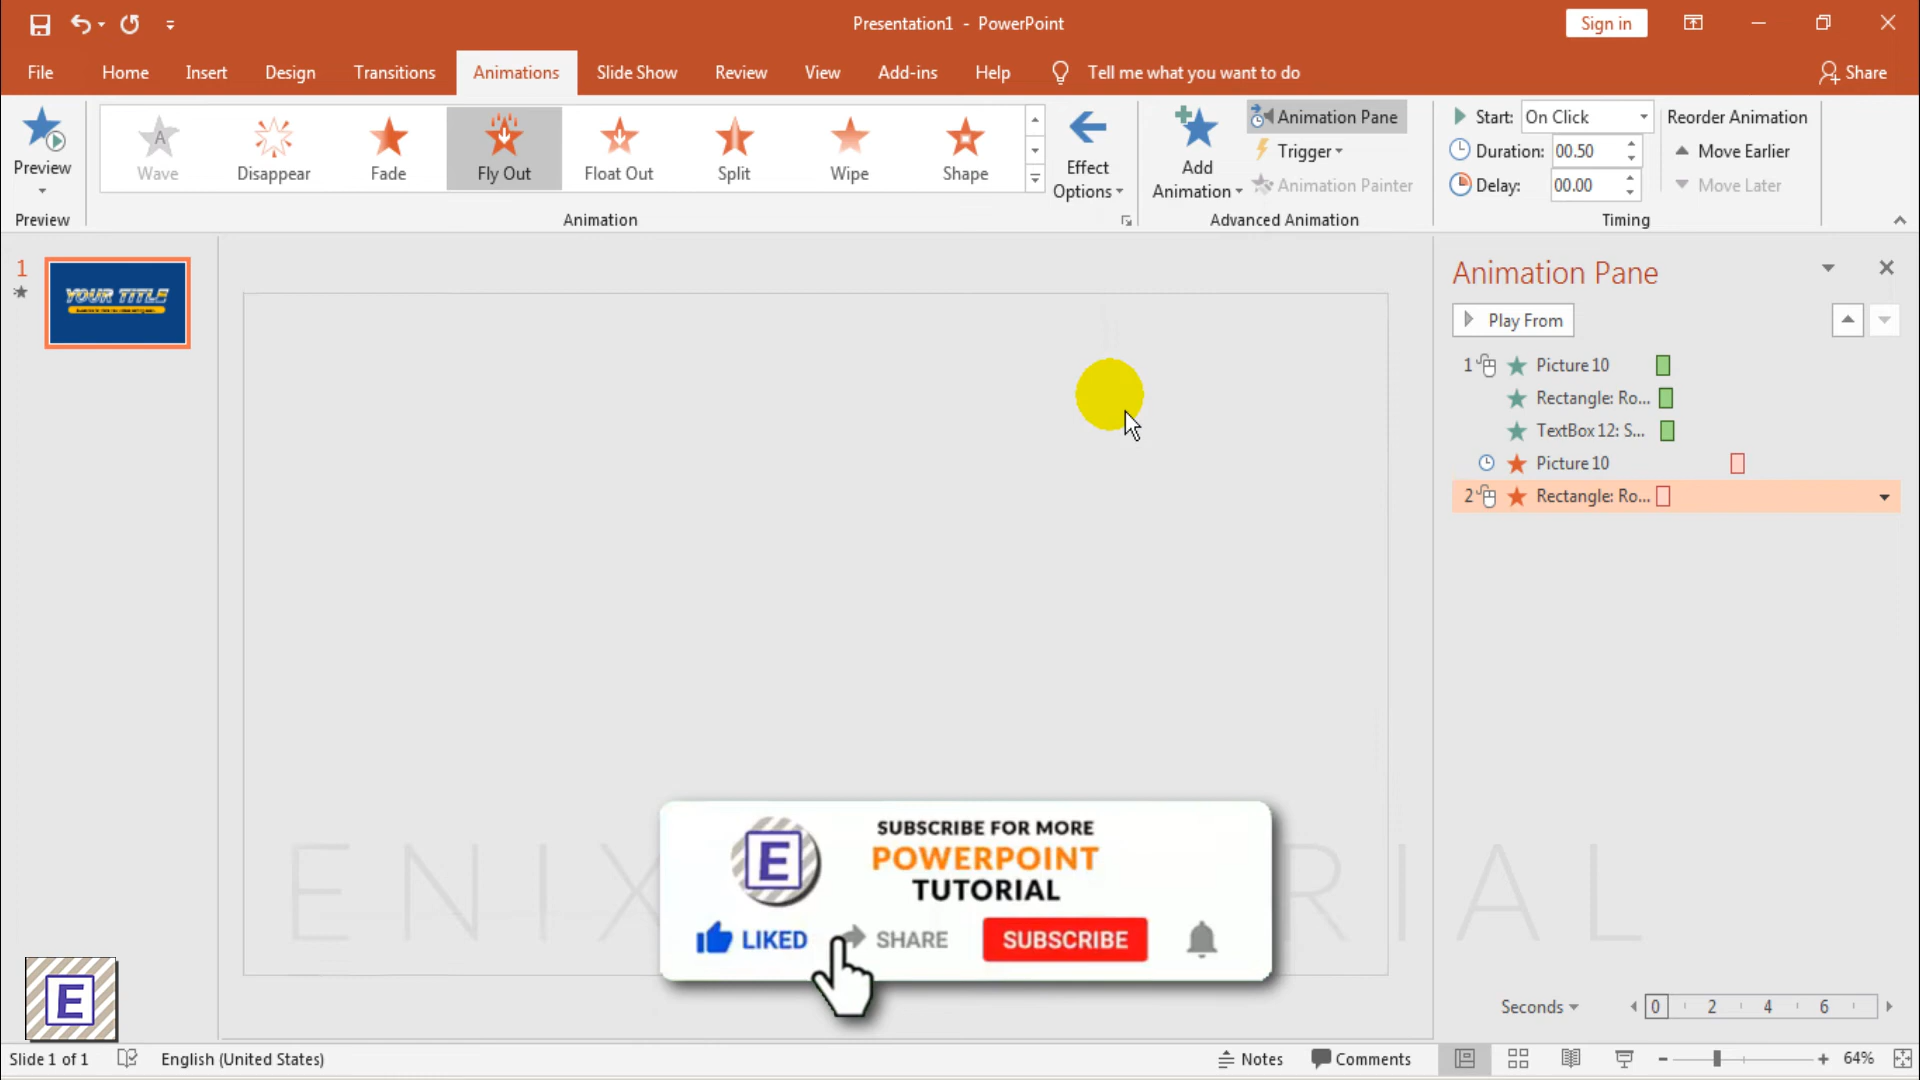 Presentation1 - PowerPoint
Sign in
File Home Insert Design Transitions Animations Slide Show Review View Add-ins Help Tell me what you want to do Share
Preview
Wave Disappear Fade Fly Out Float Out Split Wipe Shape
Effect Options
Add Animation
Animation Pane
Trigger
Animation Painter
Start: On Click
Duration: 00.50
Delay: 00.00
Reorder Animation
Move Earlier
Move Later
Preview Animation Advanced Animation Timing
1
YOUR TITLE
Animation Pane
Play From
1 Picture 10
Rectangle: Ro...
TextBox 12: S...
Picture 10
2 Rectangle: Ro...
SUBSCRIBE FOR MORE
POWERPOINT
TUTORIAL
E
LIKED SHARE SUBSCRIBE
ENIX RIAL
E
Seconds 0 2 4 6
Slide 1 of 1 English (United States) Notes Comments 64%